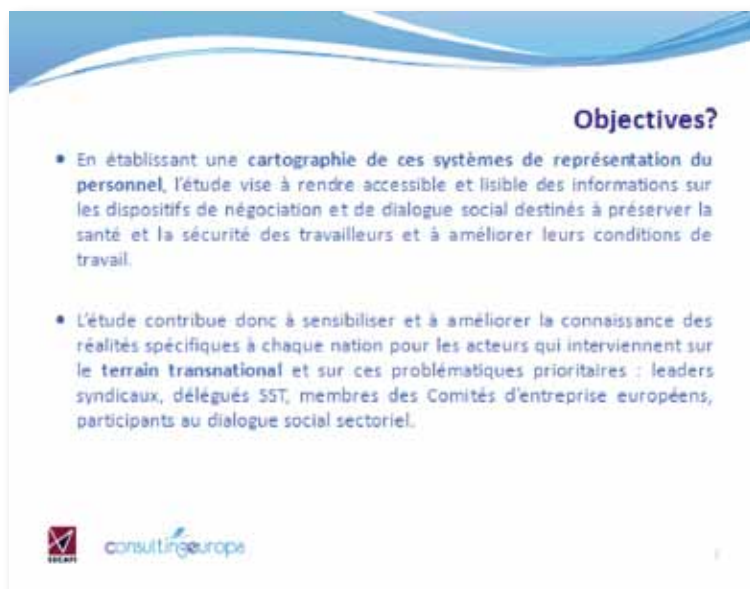 Objectives?
• En établissant une cartographie de ces systèmes de représentation du
personnel, l'étude vise à rendre accessible et lisible des informations sur
les dispositifs de négociation et de dialogue social destinés à préserver la
santé et la sécurité des travailleurs et à améliorer leurs conditions de
travail.
• L'étude contribue donc à sensibiliser et à améliorer la connaissance des
réalités spécifiques à chaque nation pour les acteurs qui interviennent sur
le terrain transnational et sur ces problématiques prioritaires : leaders
syndicaux, délégués SST, membres des Comités d'entreprise européens,
participants au dialogue social sectoriel.
SECAFI
consultingeuropa